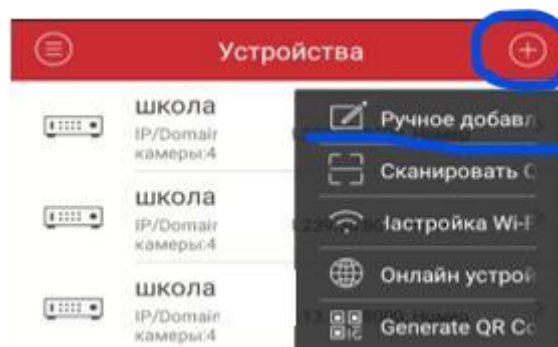 Устройства
школа
IP/Domain
камеры:4
школа
IP/Domain
камеры:4
школа
IP/Domain
камеры:4
Ручное добавл
Сканировать
Настройка Wi-F
Онлайн устрой
Generate QR Co